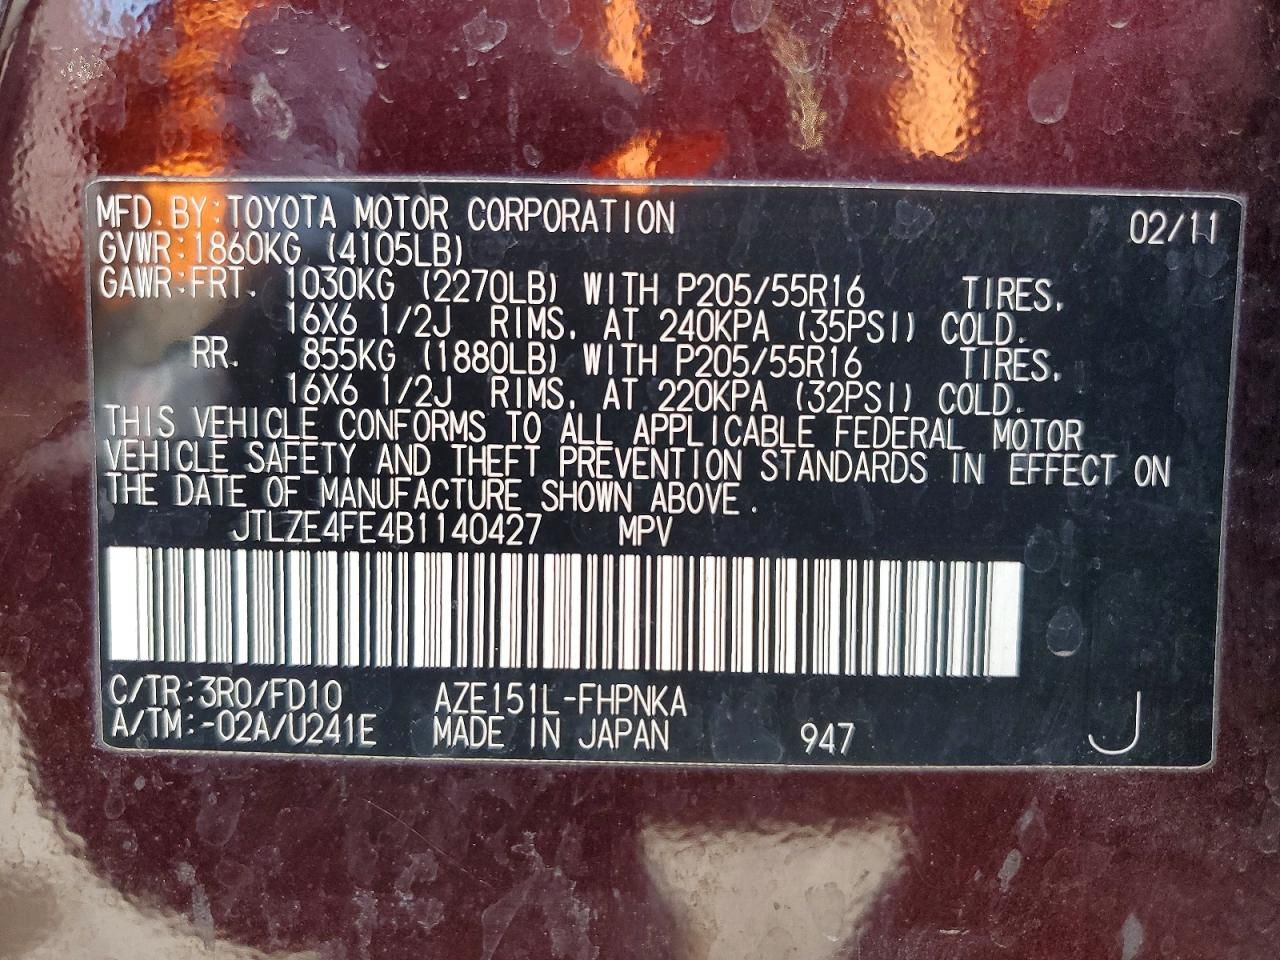 MFD. BY: TOYOTA MOTOR CORPORATION 02/11
GVWR: 1860KG (4105LB)
GAWR: FRT. 1030KG (2270LB) WITH P205/55R16 TIRES,
16X6 1/2J RIMS, AT 240KPA (35PSI) COLD.
RR. 855KG (1880LB) WITH P205/55R16 TIRES,
16X6 1/2J RIMS, AT 220KPA (32PSI) COLD.
THIS VEHICLE CONFORMS TO ALL APPLICABLE FEDERAL MOTOR
VEHICLE SAFETY AND THEFT PREVENTION STANDARDS IN EFFECT ON
THE DATE OF MANUFACTURE SHOWN ABOVE.
JTLZE4FE4B1140427 MPV
C/TR: 3R0/FD10 AZE151L-FHPNKA
A/TM: -02A/U241E MADE IN JAPAN 947 J